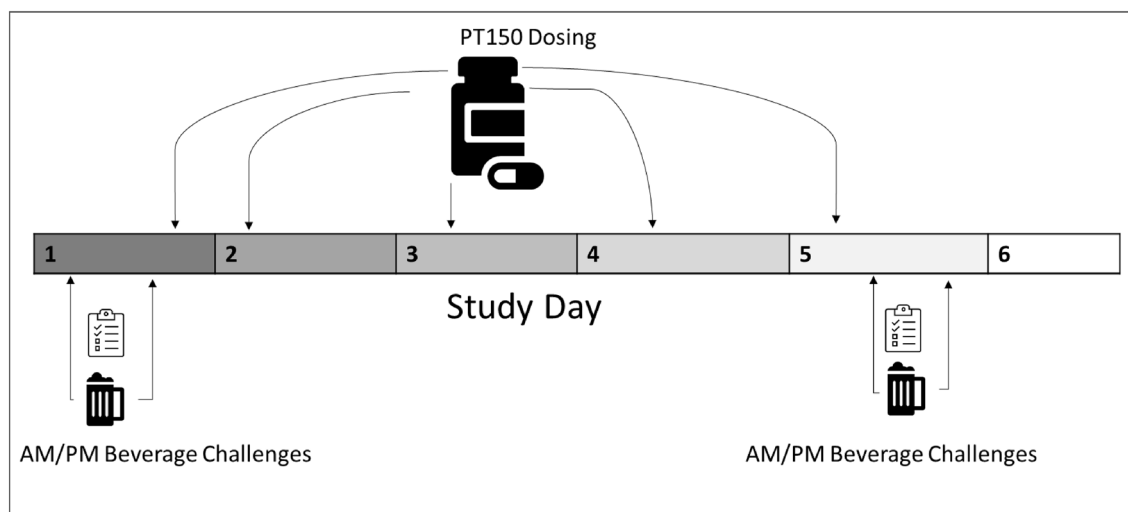 PT150 Dosing
1 2 3 4 5 6
Study Day
AM/PM Beverage Challenges
AM/PM Beverage Challenges